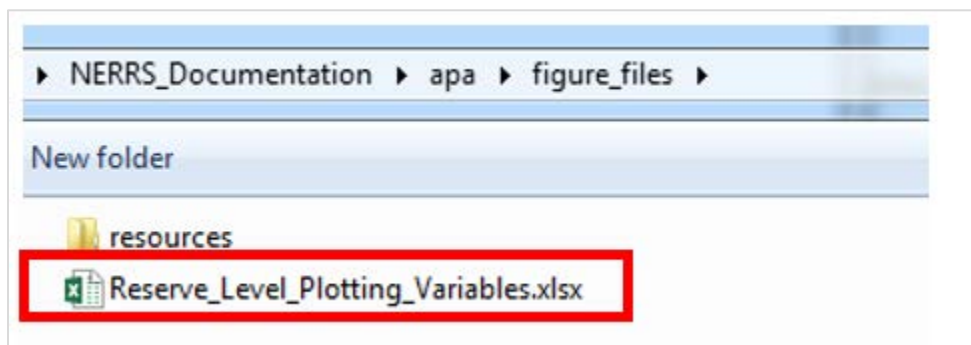 NERRS_Documentation apa figure_files
New folder
resources
Reserve_Level_Plotting_Variables.xlsx